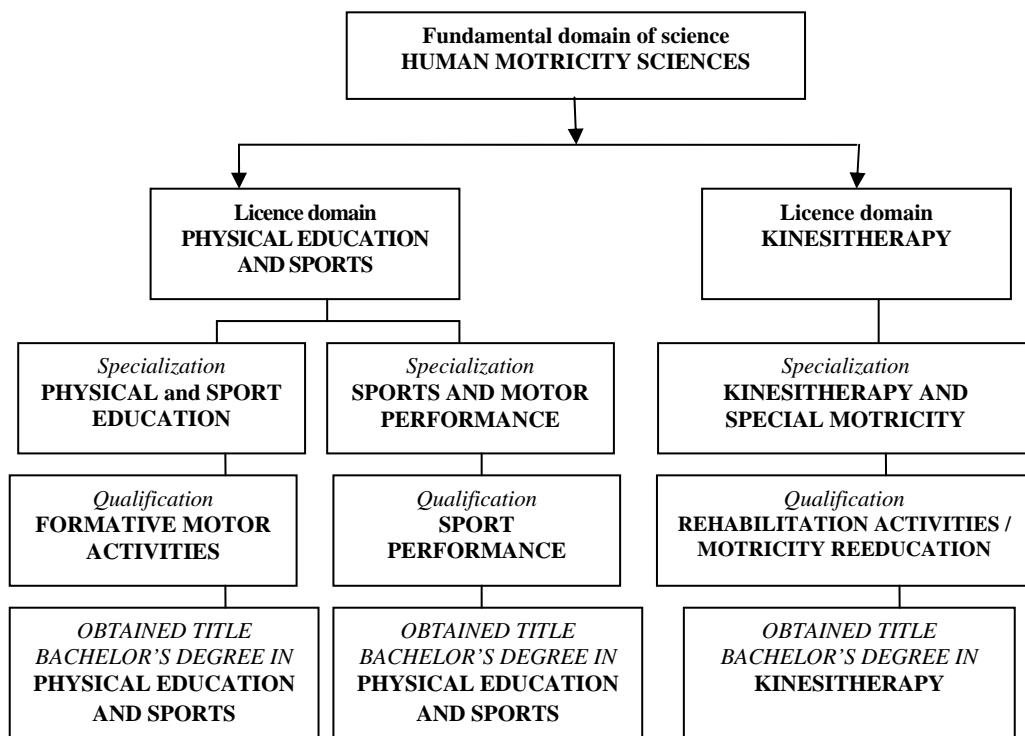 Fundamental domain of science
HUMAN MOTRICITY SCIENCES
Licence domain
PHYSICAL EDUCATION
AND SPORTS
Licence domain
KINESITHERAPY
Specialization
PHYSICAL and SPORT
EDUCATION
Specialization
SPORTS AND MOTOR
PERFORMANCE
Specialization
KINESITHERAPY AND
SPECIAL MOTRICITY
Qualification
FORMATIVE MOTOR
ACTIVITIES
Qualification
SPORT
PERFORMANCE
Qualification
REHABILITATION ACTIVITIES /
MOTRICITY REEDUCATION
OBTAINED TITLE
BACHELOR’S DEGREE IN
PHYSICAL EDUCATION
AND SPORTS
OBTAINED TITLE
BACHELOR’S DEGREE IN
PHYSICAL EDUCATION
AND SPORTS
OBTAINED TITLE
BACHELOR’S DEGREE IN
KINESITHERAPY